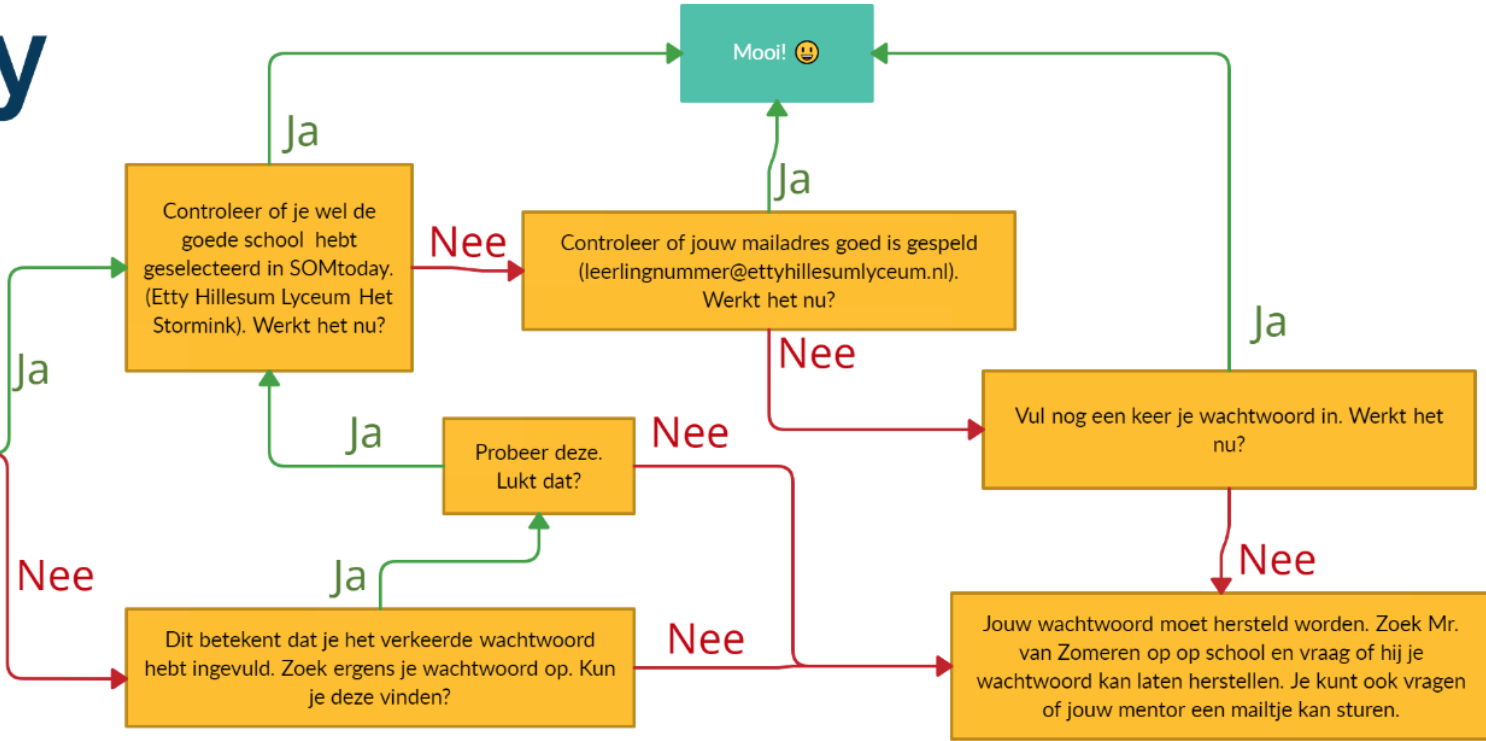 y
Mooi! 😃
Ja
Ja
Controleer of je wel de
goede school hebt
geselecteerd in SOMtoday.
(Etty Hillesum Lyceum Het
Stormink). Werkt het nu?
Nee
Controleer of jouw mailadres goed is gespeld
(leerlingnummer@ettyhillesumlyceum.nl).
Werkt het nu?
Ja
Nee
Ja
Vul nog een keer je wachtwoord in. Werkt het
nu?
Ja
Probeer deze.
Lukt dat?
Nee
Nee
Nee
Ja
Dit betekent dat je het verkeerde wachtwoord
hebt ingevuld. Zoek ergens je wachtwoord op. Kun
je deze vinden?
Nee
Jouw wachtwoord moet hersteld worden. Zoek Mr.
van Zomeren op op school en vraag of hij je
wachtwoord kan laten herstellen. Je kunt ook vragen
of jouw mentor een mailtje kan sturen.